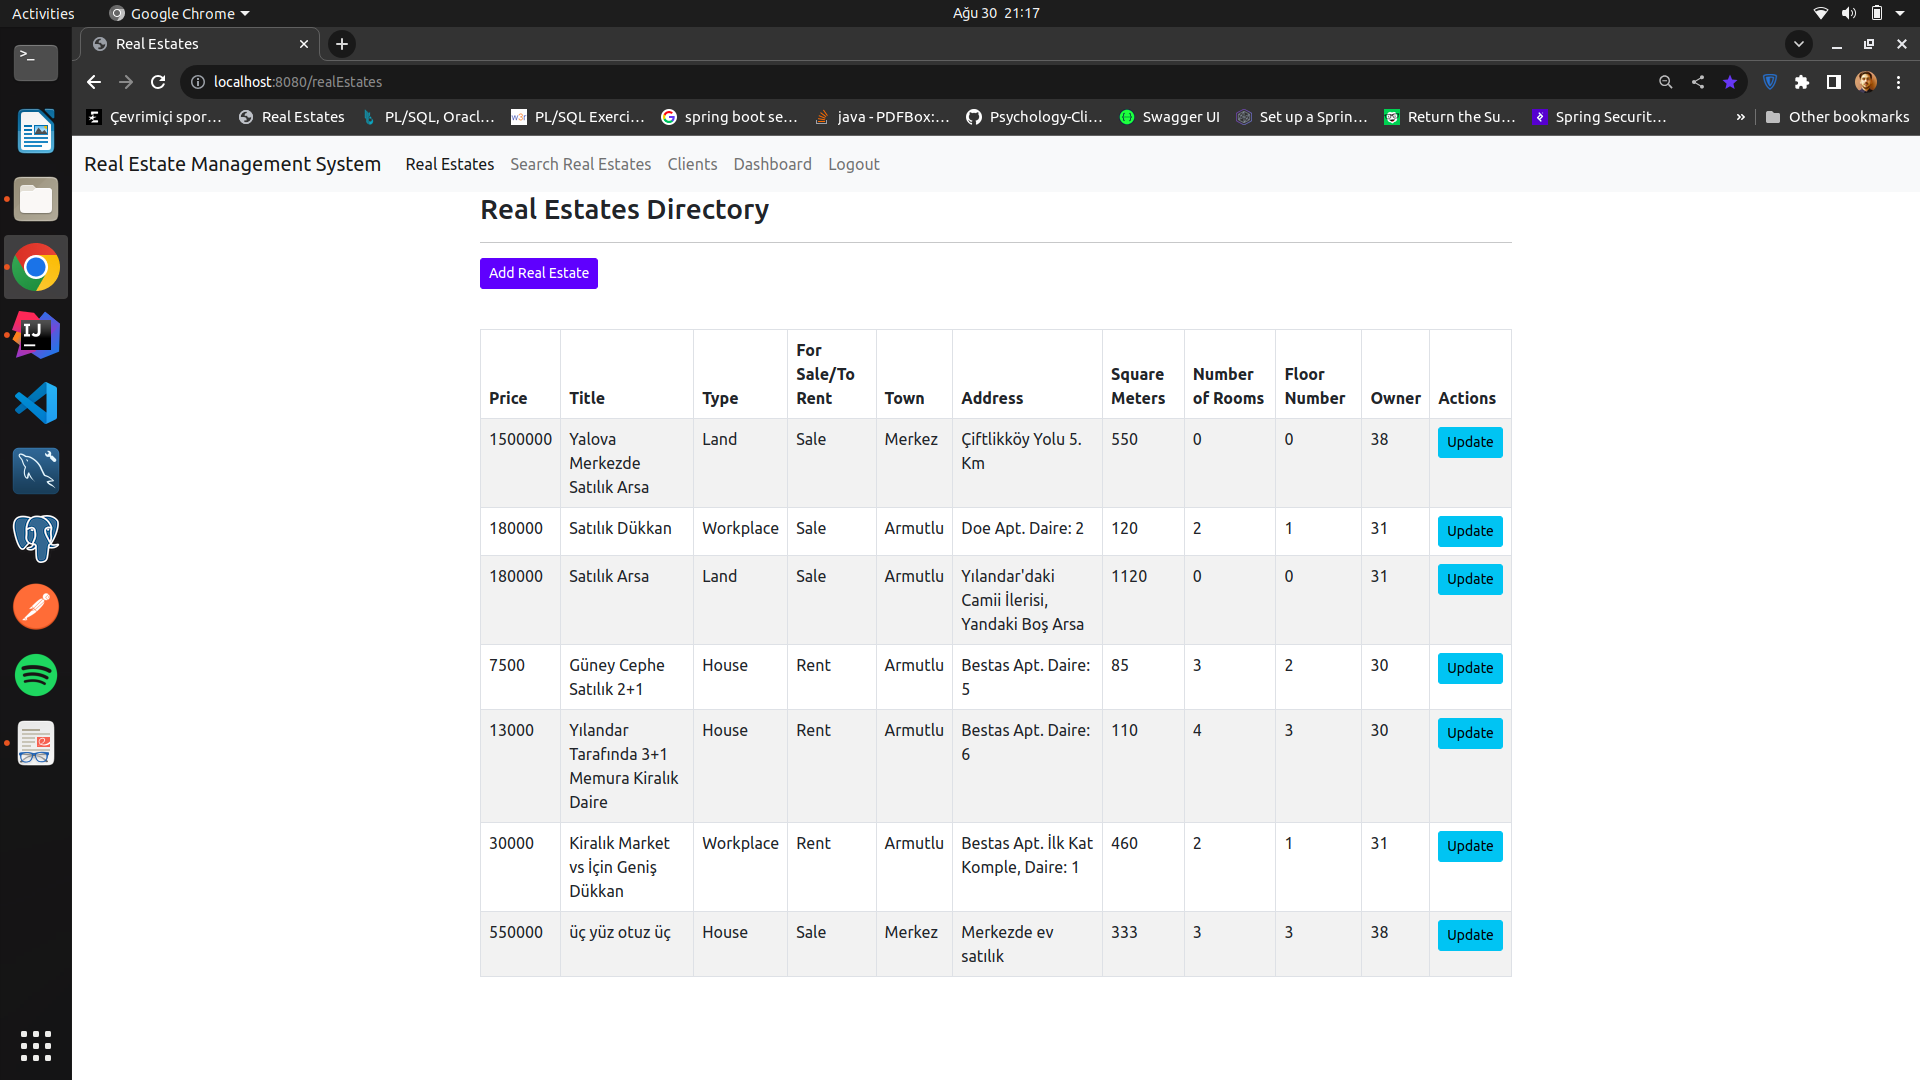 Activities
Google Chrome
Ağu 30 21:17
Real Estates
localhost:8080/realEstates
Çevrimiçi spor…
Real Estates
PL/SQL, Oracl…
PL/SQL Exerci…
spring boot se…
java - PDFBox:…
Psychology-Cli…
Swagger UI
Set up a Sprin…
Return the Su…
Spring Securit…
»
Other bookmarks
Real Estate Management System
Real Estates
Search Real Estates
Clients
Dashboard
Logout
Real Estates Directory
Add Real Estate
Price
Title
Type
For
Sale/To
Rent
Town
Address
Square
Meters
Number
of Rooms
Floor
Number
Owner
Actions
1500000
Yalova
Merkezde
Satılık Arsa
Land
Sale
Merkez
Çiftlikköy Yolu 5.
Km
550
0
0
38
Update
180000
Satılık Dükkan
Workplace
Sale
Armutlu
Doe Apt. Daire: 2
120
2
1
31
Update
180000
Satılık Arsa
Land
Sale
Armutlu
Yılandar'daki
Camii İlerisi,
Yandaki Boş Arsa
1120
0
0
31
Update
7500
Güney Cephe
Satılık 2+1
House
Rent
Armutlu
Bestas Apt. Daire:
5
85
3
2
30
Update
13000
Yılandar
Tarafında 3+1
Memura Kiralık
Daire
House
Rent
Armutlu
Bestas Apt. Daire:
6
110
4
3
30
Update
30000
Kiralık Market
vs İçin Geniş
Dükkan
Workplace
Rent
Armutlu
Bestas Apt. İlk Kat
Komple, Daire: 1
460
2
1
31
Update
550000
üç yüz otuz üç
House
Sale
Merkez
Merkezde ev
satılık
333
3
3
38
Update
>_
IJ
w3r